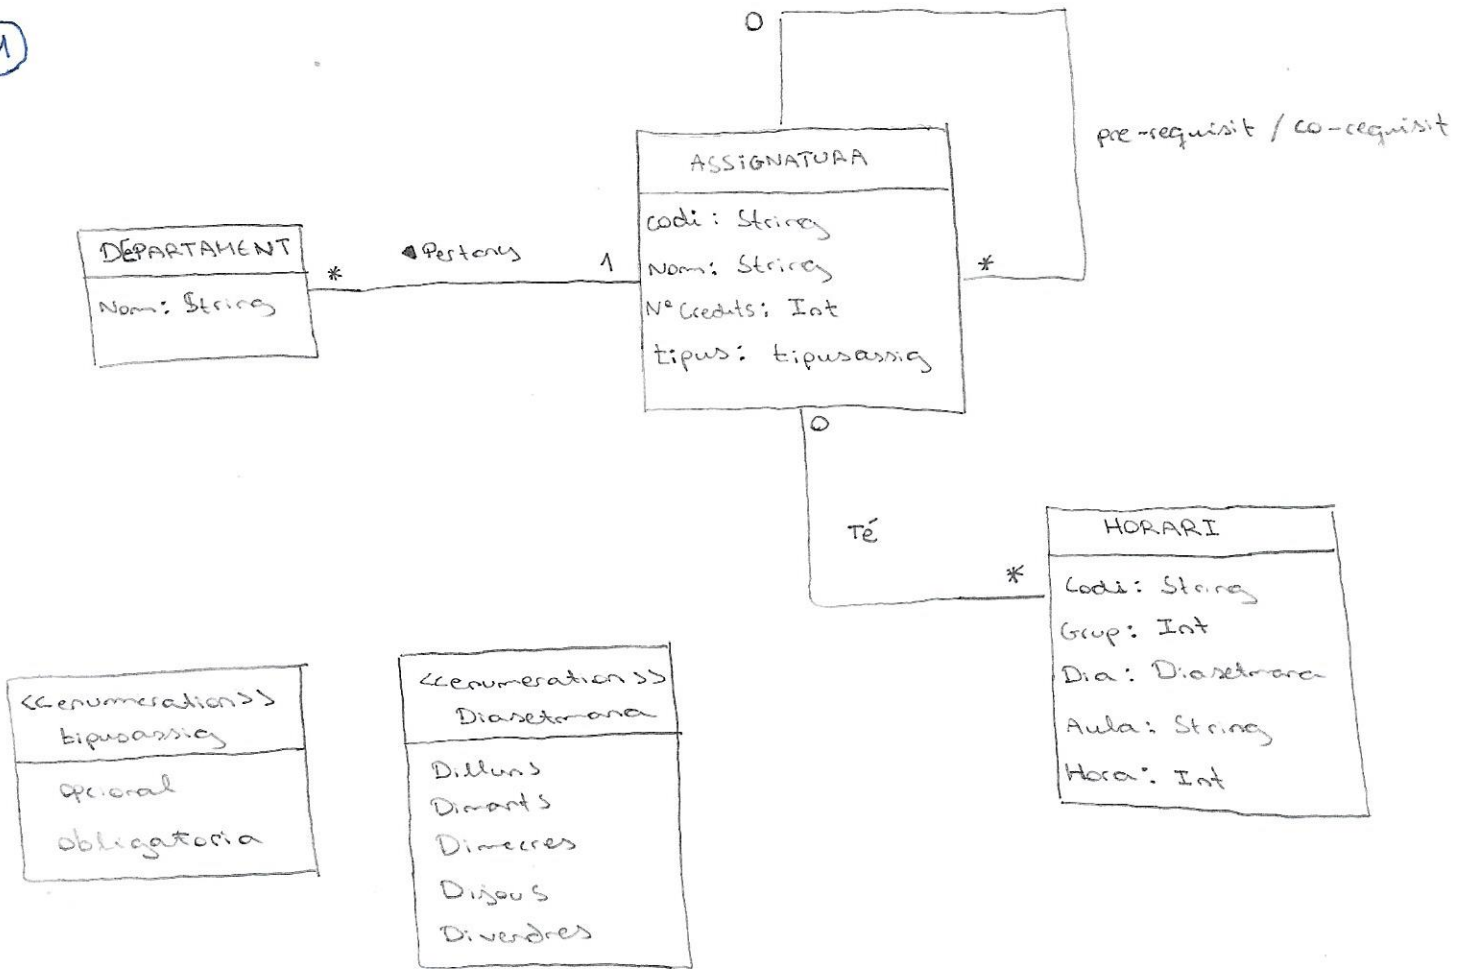 1)
0
pre-requisit / co-requisit
ASSIGNATURA
codi: String
Nom: String
Nº Credits: Int
tipus: tipusassig
*
DEPARTAMENT
Nom: String
*
◀ Pertany
1
0
Té
*
HORARI
Codi: String
Grup: Int
Dia: Diasetmana
Aula: String
Hora: Int
<<enumeration>>
tipusassig
opcional
obligatoria
<<enumeration>>
Diasetmana
Dilluns
Dimarts
Dimecres
Dijous
Divendres